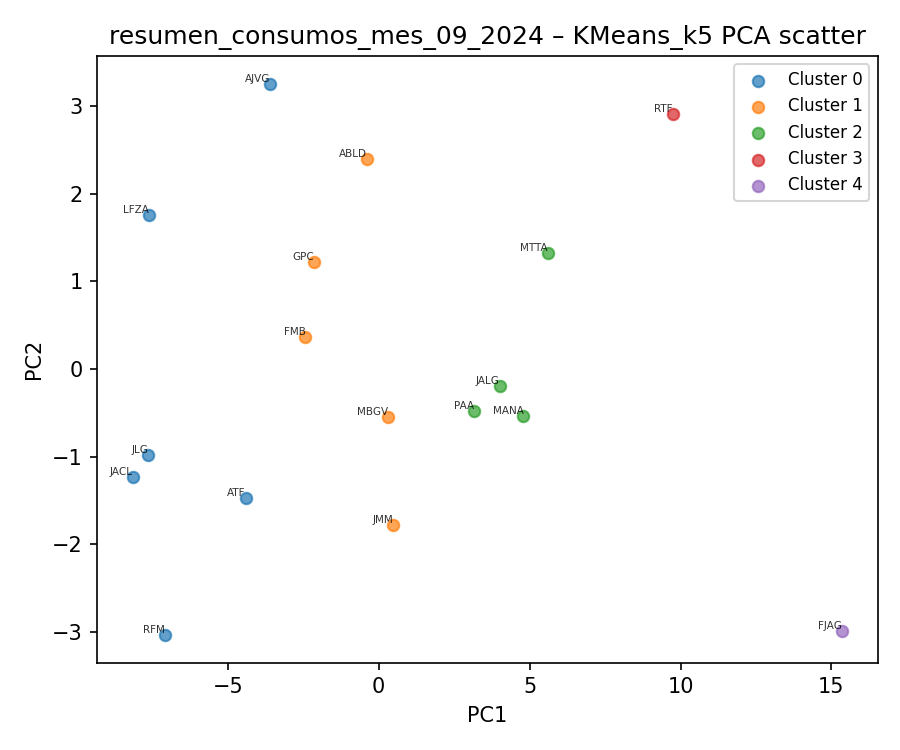 resumen_consumos_mes_09_2024 – KMeans_k5 PCA scatter
Cluster 0
Cluster 1
Cluster 2
Cluster 3
Cluster 4
AJVG
RTF
ABLD
LFZA
MTTA
GPC
FMB
JALG
PAA
MANA
MBGV
JLG
JACL
ATF
JMM
RFM
FJAG
3
2
1
0
−1
−2
−3
PC2
−5
0
5
10
15
PC1